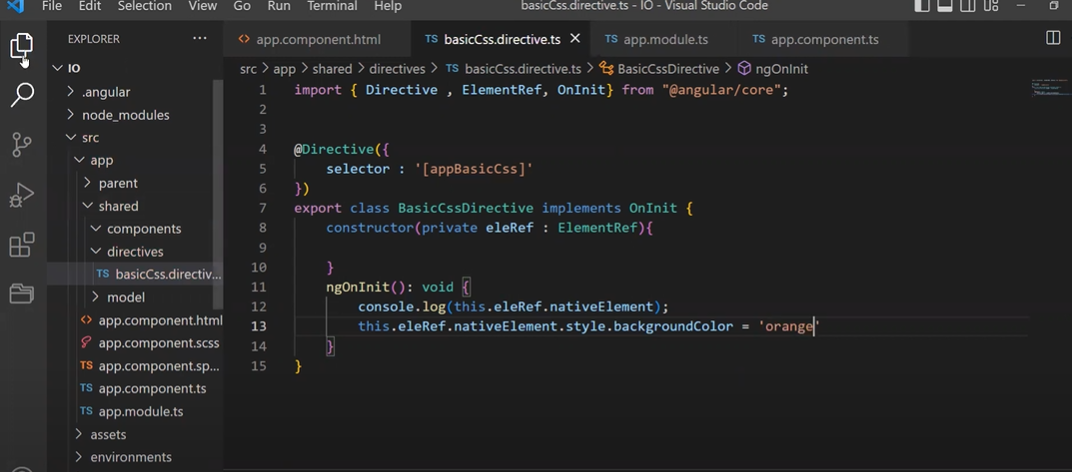 File Edit Selection View Go Run Terminal Help basicCss.directive.ts - IO - Visual Studio Code
EXPLORER ...
<> app.component.html TS basicCss.directive.ts × TS app.module.ts TS app.component.ts
src > app > shared > directives > TS basicCss.directive.ts > BasicCssDirective > ngOnInit
IO
.angular
node_modules
src
app
parent
shared
components
directives
TS basicCss.directiv...
model
<> app.component.html
app.component.scss
TS app.component.sp...
TS app.component.ts
TS app.module.ts
assets
environments
1 import { Directive , ElementRef, OnInit} from "@angular/core";
2
3
4 @Directive({
5 selector : '[appBasicCss]'
6 })
7 export class BasicCssDirective implements OnInit {
8 constructor(private eleRef : ElementRef){
9
10 }
11 ngOnInit(): void {
12 console.log(this.eleRef.nativeElement);
13 this.eleRef.nativeElement.style.backgroundColor = 'orange'
14 }
15 }